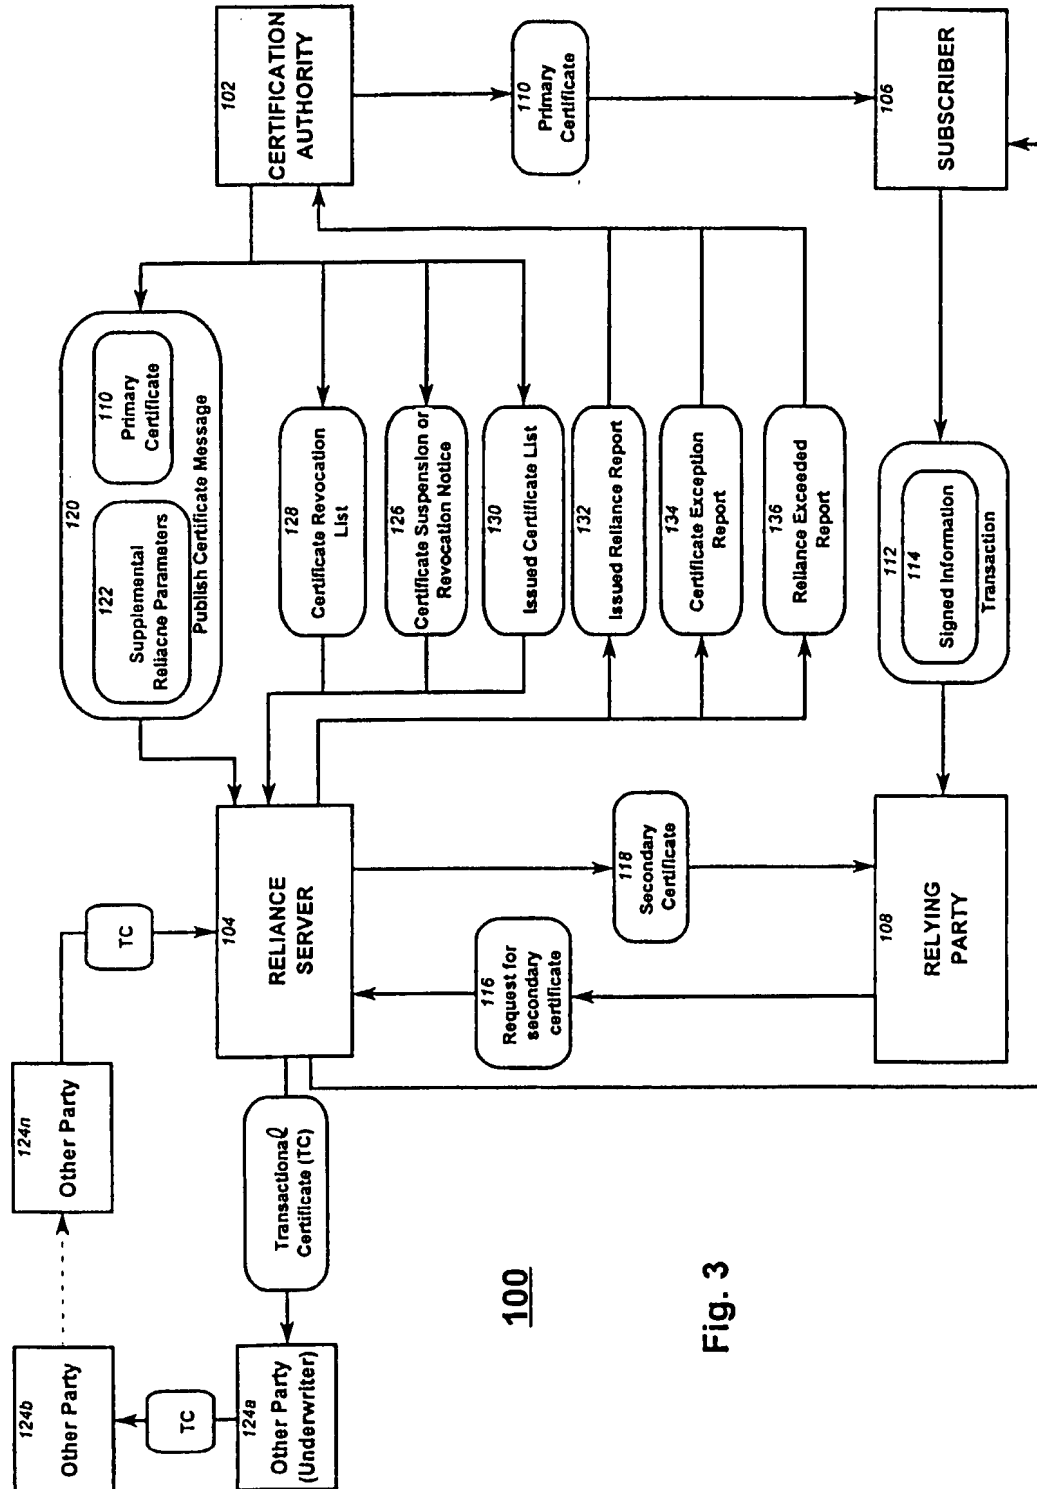 124b
Other Party
TC
124a
Other Party
(Underwriter)
124n
Other Party
TC
Transactional
Certificate (TC)
104
RELIANCE
SERVER
120
122
Supplemental
Reliacne Parameters
110
Primary
Certificate
Publish Certificate Message
128
Certificate Revocation
List
126
Certificate Suspension or
Revocation Notice
130
Issued Certificate List
132
Issued Reliance Report
134
Certificate Exception
Report
136
Reliance Exceeded
Report
102
CERTIFICATION
AUTHORITY
110
Primary
Certificate
116
Request for
secondary
certificate
118
Secondary
Certificate
108
RELYING
PARTY
112
114
Signed Information
Transaction
106
SUBSCRIBER
100
Fig. 3